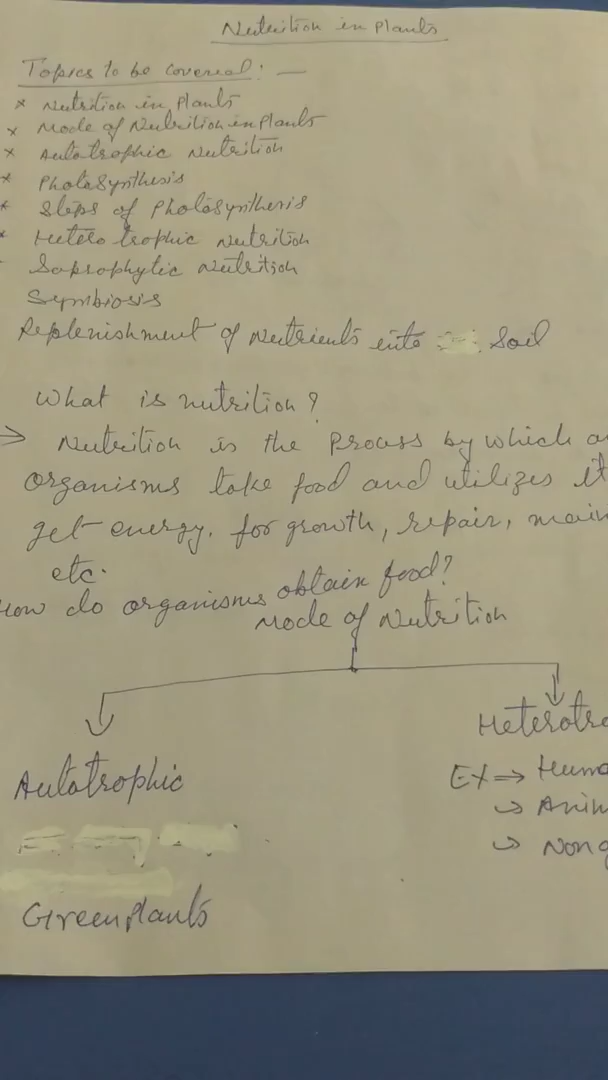 Nutrition in Plants
Topics to be covered: —
× Nutrition in Plants
× Mode of Nutrition in Plants
× Autotrophic Nutrition
× Photosynthesis
* Steps of Photosynthesis
* Heterotrophic Nutrition
- Saprophytic Nutrition
Symbiosis
Replenishment of Nutrients into Soil
What is nutrition?
⇒ Nutrition is the process by which
organisms take food and utilizes it
get energy. for growth, repair,
etc.
How do organisms obtain food?
Mode of Nutrition
Autotrophic
Heterotro
Ex ⇒ Huma
→ Anim
→ Non g
Greenplants